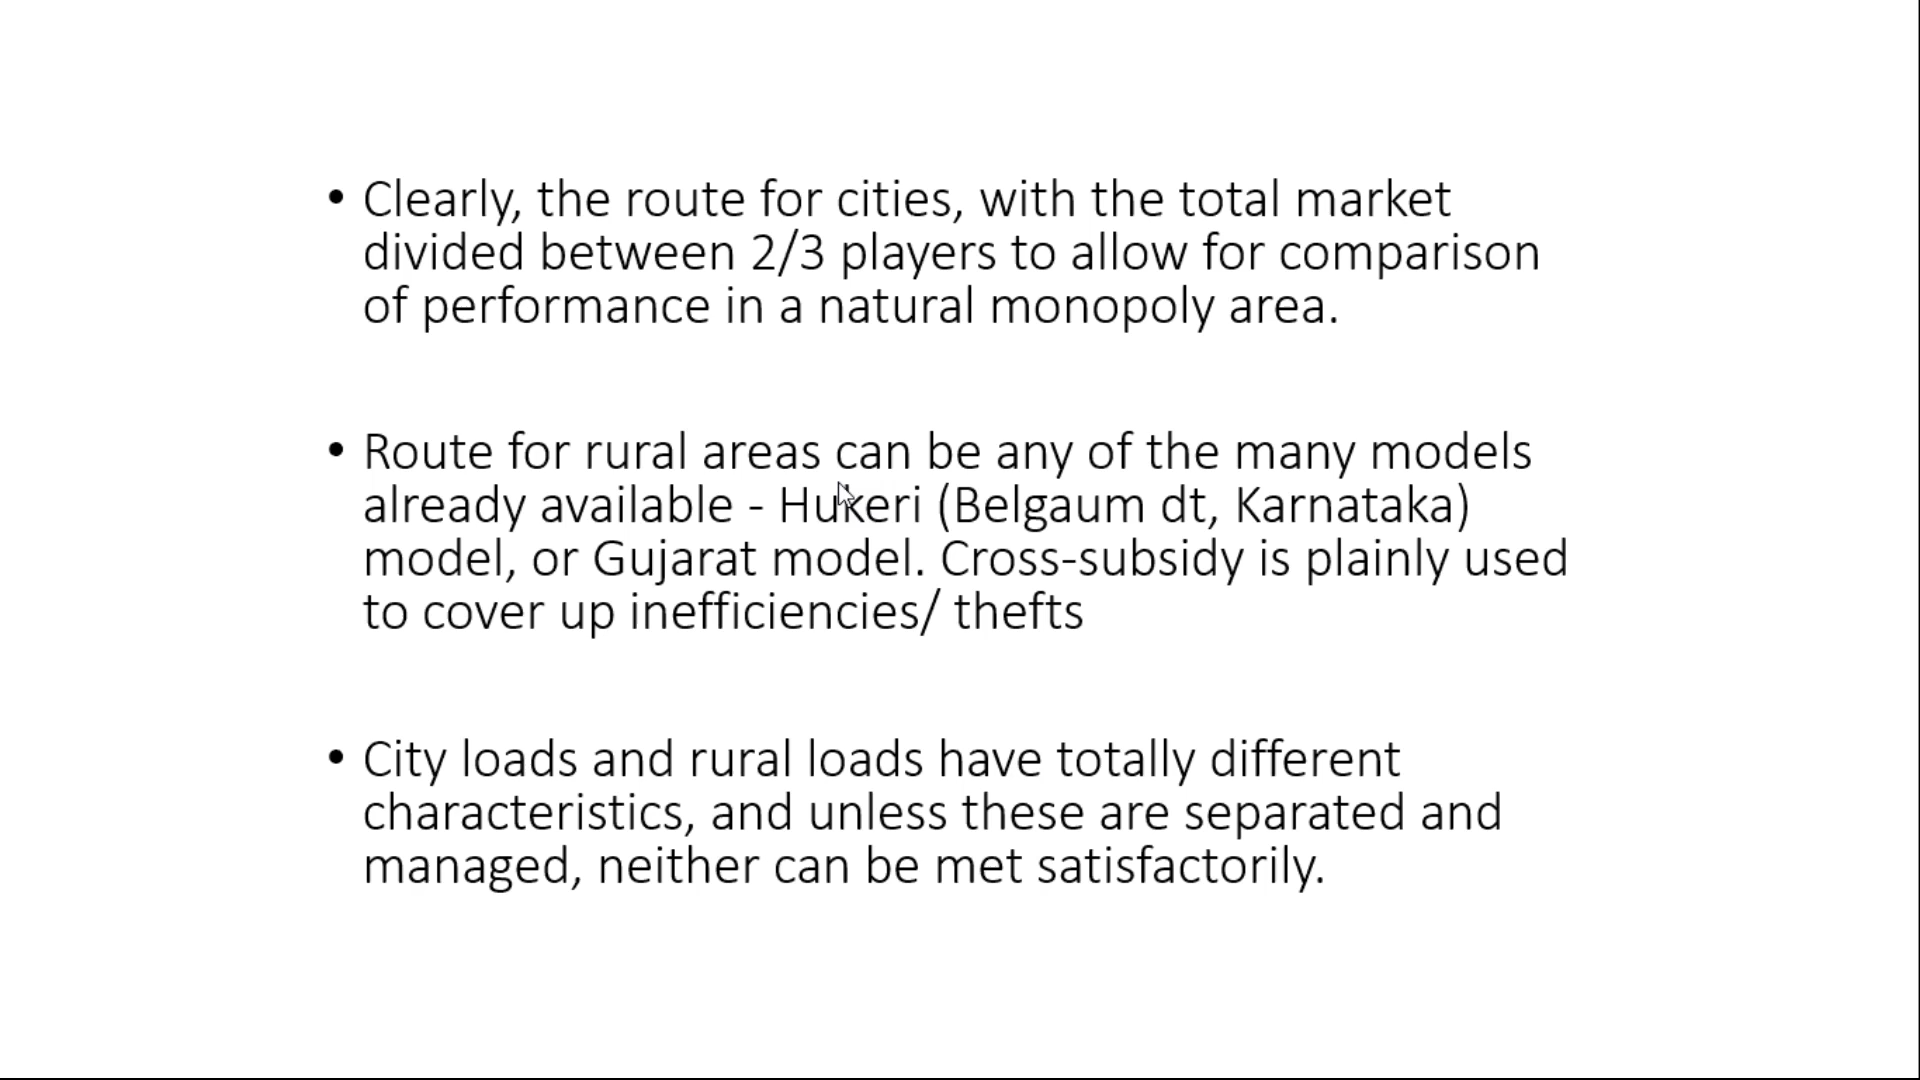 • Clearly, the route for cities, with the total market
divided between 2/3 players to allow for comparison
of performance in a natural monopoly area.
• Route for rural areas can be any of the many models
already available - Hukeri (Belgaum dt, Karnataka)
model, or Gujarat model. Cross-subsidy is plainly used
to cover up inefficiencies/ thefts
• City loads and rural loads have totally different
characteristics, and unless these are separated and
managed, neither can be met satisfactorily.